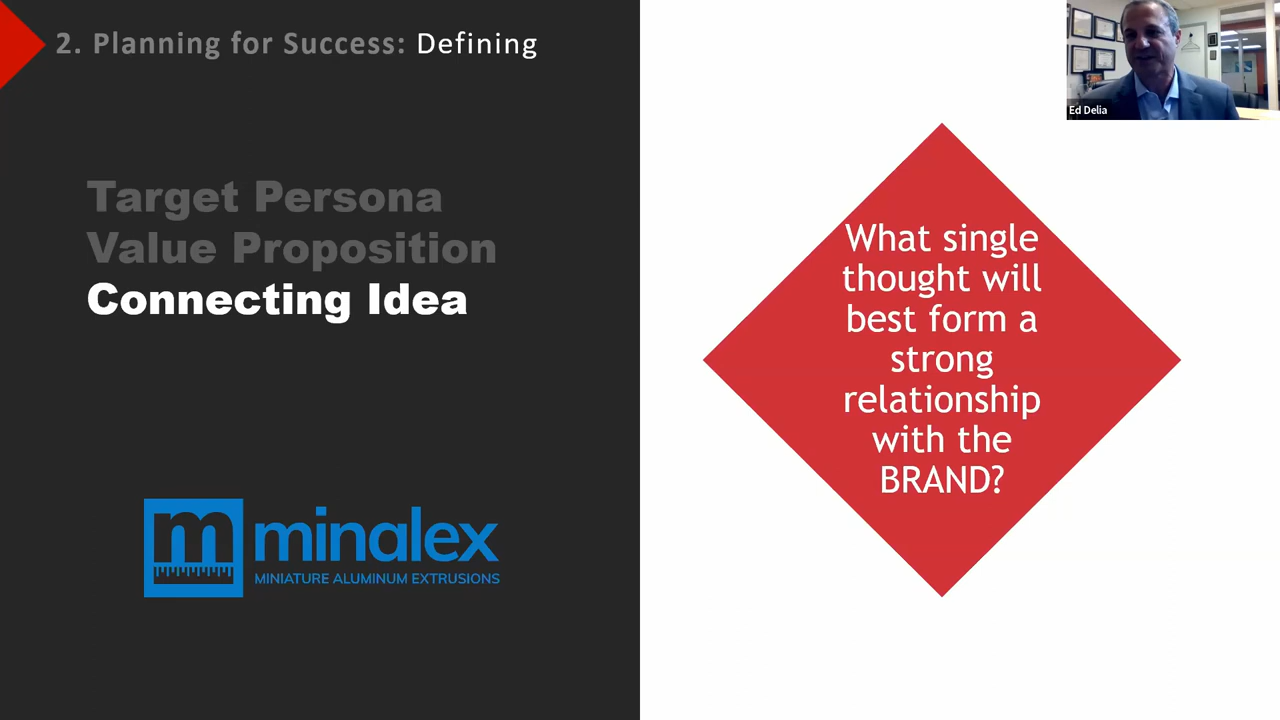 2. Planning for Success: Defining
Ed Delia
Target Persona
Value Proposition
Connecting Idea
What single
thought will
best form a
strong
relationship
with the
BRAND?
m minalex
MINIATURE ALUMINUM EXTRUSIONS